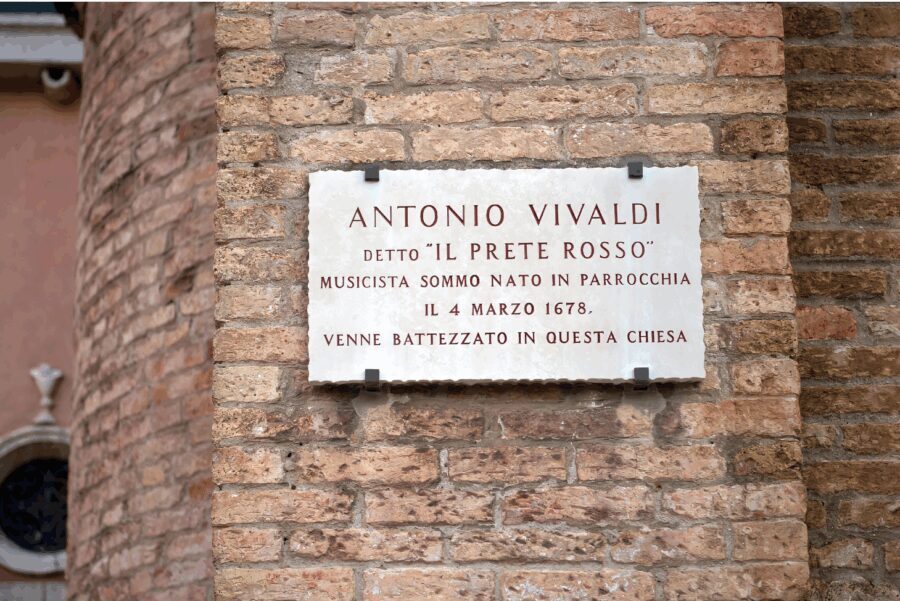 ANTONIO VIVALDI
DETTO "IL PRETE ROSSO"
MUSICISTA SOMMO NATO IN PARROCCHIA
IL 4 MARZO 1678.
VENNE BATTEZZATO IN QUESTA CHIESA